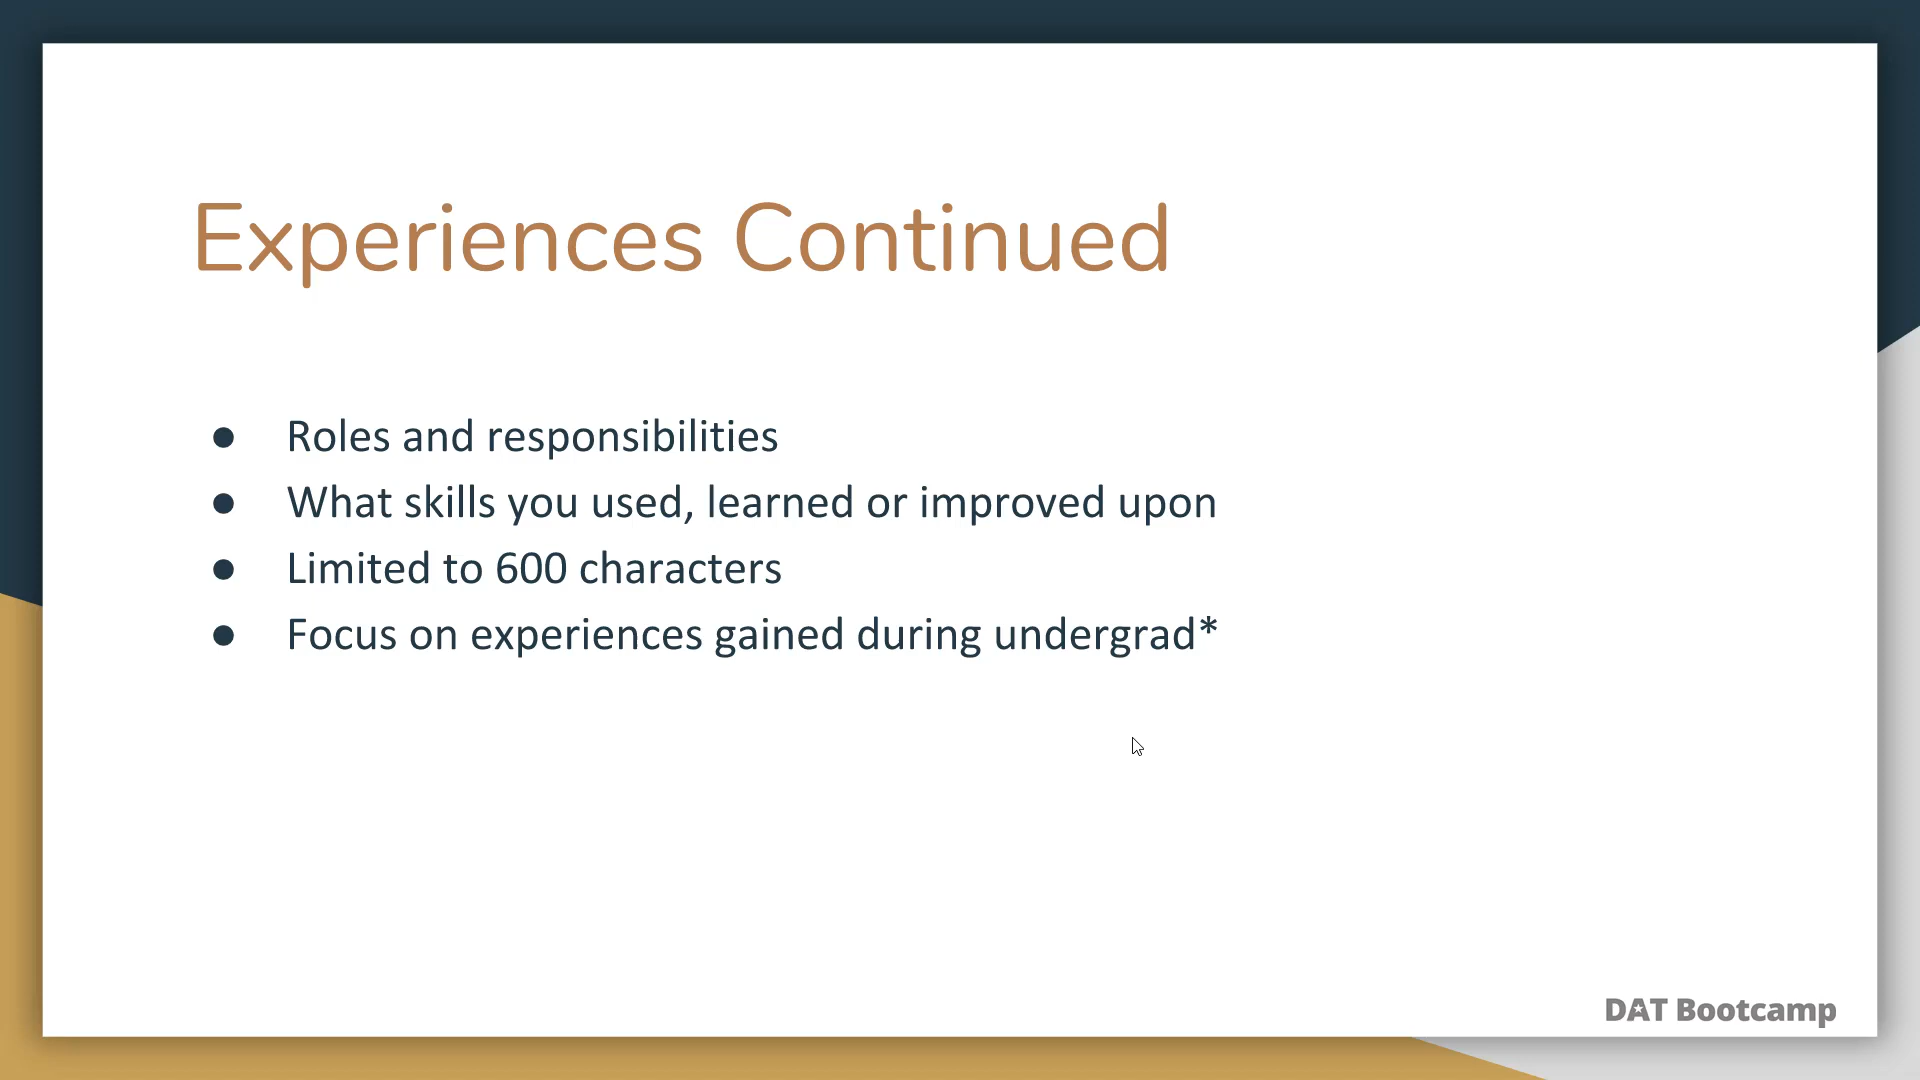 Experiences Continued
● Roles and responsibilities
● What skills you used, learned or improved upon
● Limited to 600 characters
● Focus on experiences gained during undergrad*
DAT Bootcamp